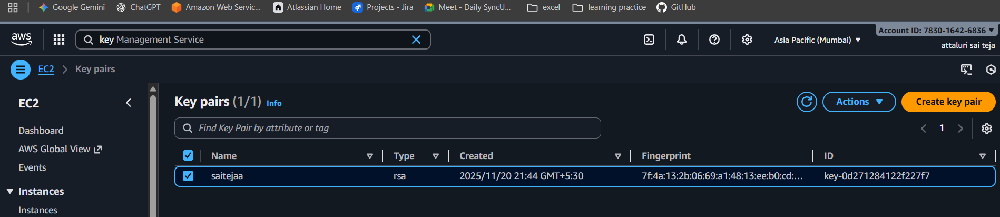 Google Gemini ChatGPT Amazon Web Servic... Atlassian Home Projects - Jira Meet - Daily SyncU... excel learning practice GitHub
Account ID: 7830-1642-6836
aws key Management Service Asia Pacific (Mumbai)
attaluri sai teja
EC2 Key pairs
EC2
Dashboard
AWS Global View
Events
Instances
Instances
Key pairs (1/1) Info Actions Create key pair
Find Key Pair by attribute or tag 1
Name Type Created Fingerprint ID
saitejaa rsa 2025/11/20 21:44 GMT+5:30 7f:4a:13:2b:06:69:a1:48:13:ee:b0:cd:... key-0d271284122f227f7